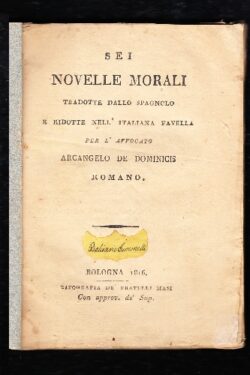 SEI
NOVELLE MORALI
TRADOTTE DALLO SPAGNOLO
E RIDOTTE NELL' ITALIANA FAVELLA
PER L' AVVOCATO
ARCANGELO DE DOMINICIS
ROMANO.
BOLOGNA 1816.
TIPOGRAFIA DE' FRATELLI MASI
Con approv. de' Sup.